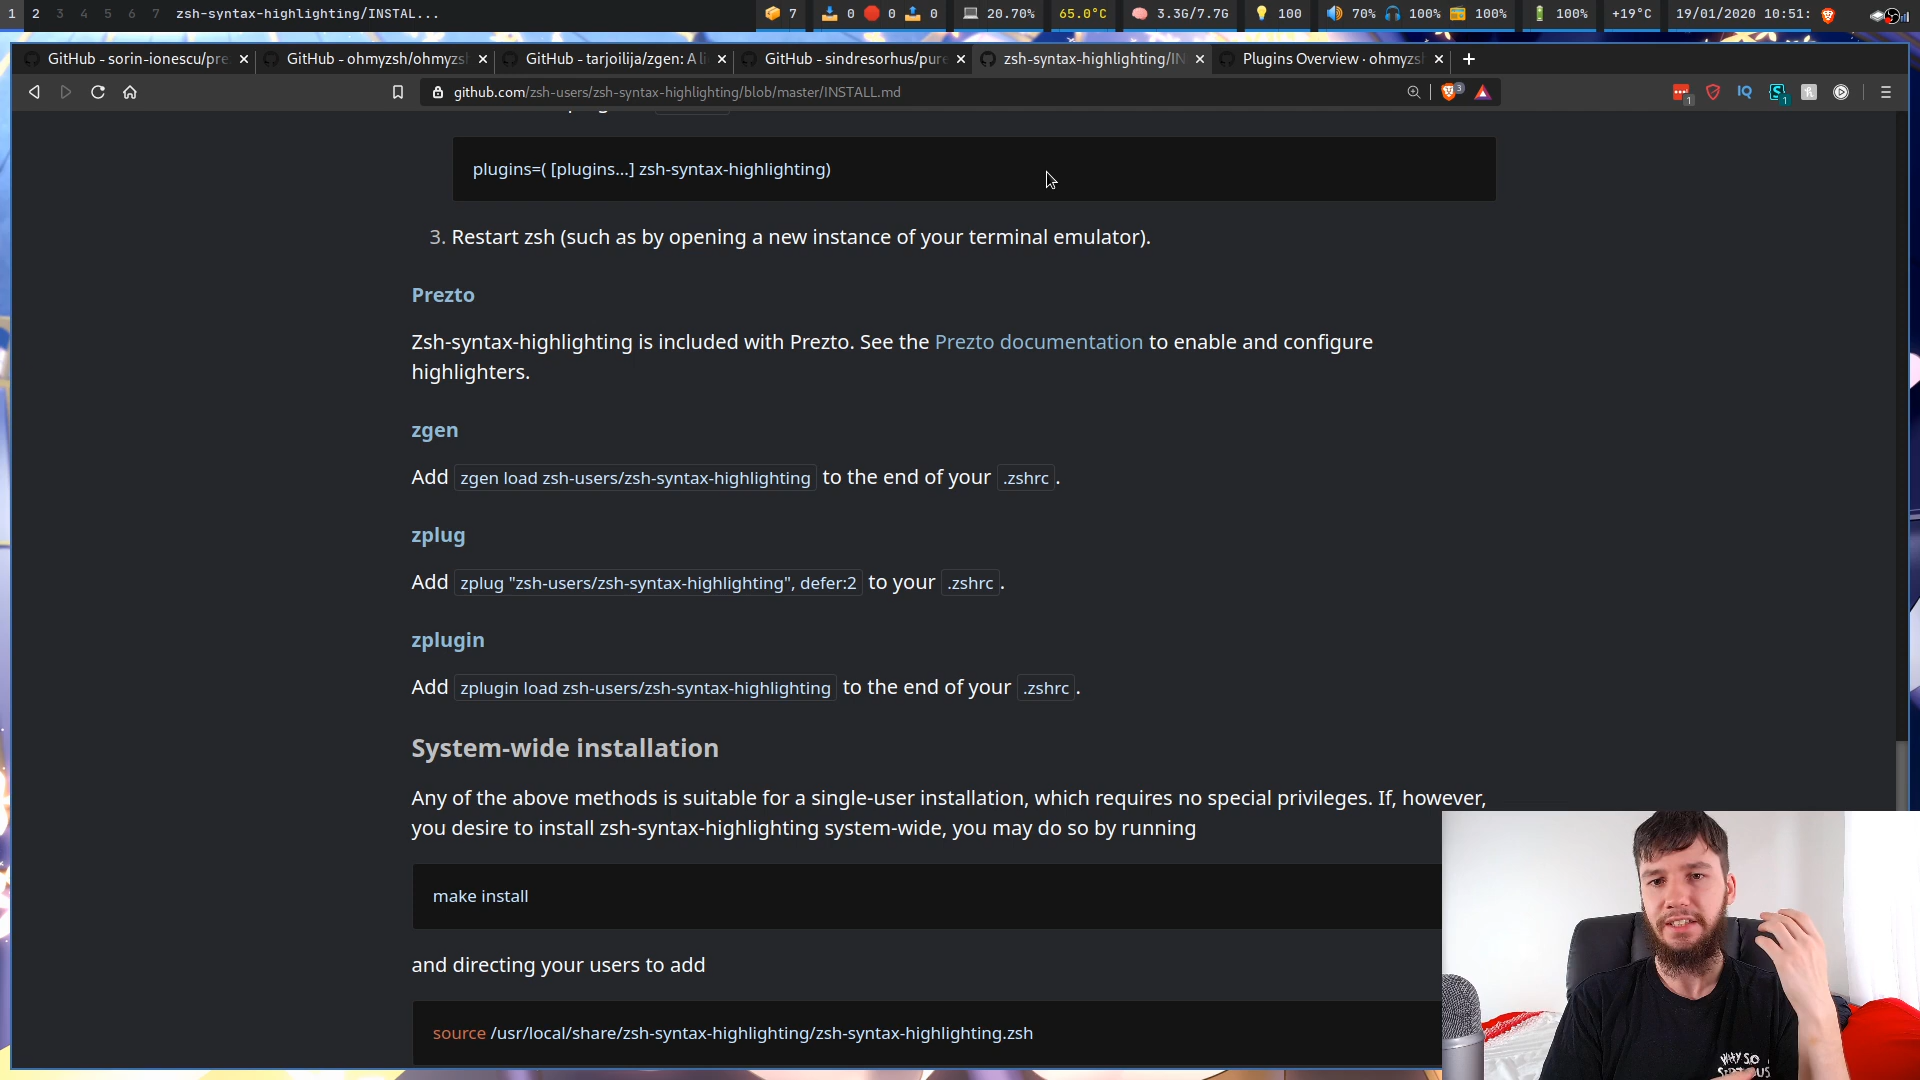 1 2 3 4 5 6 7 zsh-syntax-highlighting/INSTAL... 7 0 0 0 20.70% 65.0°C 3.3G/7.7G 100 70% 100% 100% 100% +19°C 19/01/2020 10:51:
GitHub - sorin-ionescu/pre GitHub - ohmyzsh/ohmyzs GitHub - tarjoilija/zgen: A li GitHub - sindresorhus/pure zsh-syntax-highlighting/IN Plugins Overview · ohmyzs
github.com/zsh-users/zsh-syntax-highlighting/blob/master/INSTALL.md 3 1 IQ 1
plugins=( [plugins...] zsh-syntax-highlighting)
3. Restart zsh (such as by opening a new instance of your terminal emulator).
Prezto
Zsh-syntax-highlighting is included with Prezto. See the Prezto documentation to enable and configure
highlighters.
zgen
Add zgen load zsh-users/zsh-syntax-highlighting to the end of your .zshrc.
zplug
Add zplug "zsh-users/zsh-syntax-highlighting", defer:2 to your .zshrc.
zplugin
Add zplugin load zsh-users/zsh-syntax-highlighting to the end of your .zshrc.
System-wide installation
Any of the above methods is suitable for a single-user installation, which requires no special privileges. If, however,
you desire to install zsh-syntax-highlighting system-wide, you may do so by running
make install
and directing your users to add
source /usr/local/share/zsh-syntax-highlighting/zsh-syntax-highlighting.zsh
WHY SO